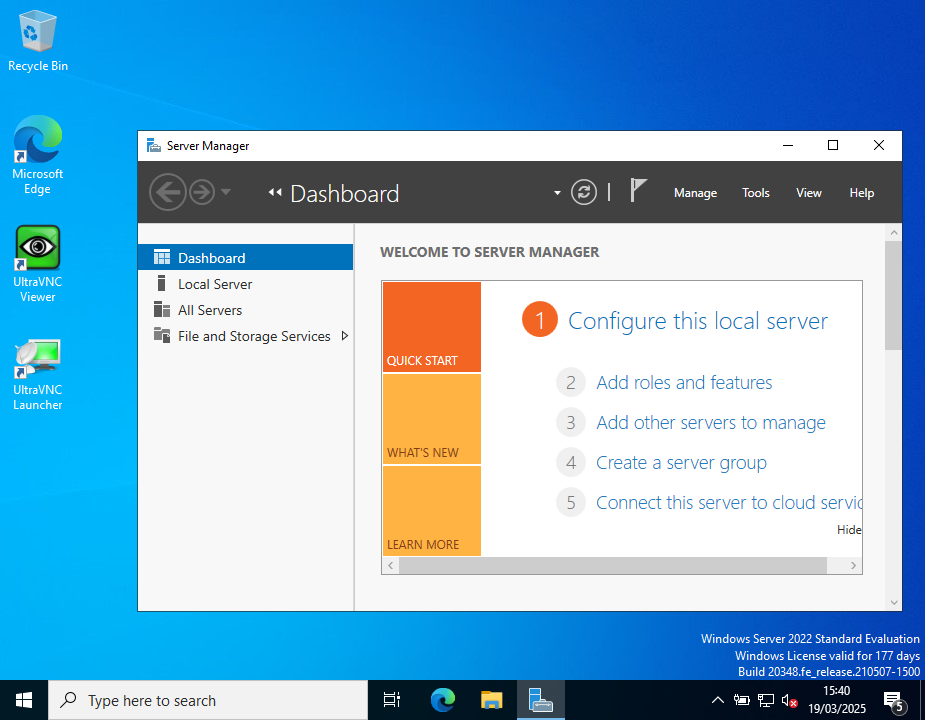 Recycle Bin
Microsoft
Edge
UltraVNC
Viewer
UltraVNC
Launcher
Server Manager
Dashboard
Manage
Tools
View
Help
Dashboard
Local Server
All Servers
File and Storage Services
WELCOME TO SERVER MANAGER
QUICK START
WHAT'S NEW
LEARN MORE
1 Configure this local server
2 Add roles and features
3 Add other servers to manage
4 Create a server group
5 Connect this server to cloud servic
Hide
Windows Server 2022 Standard Evaluation
Windows License valid for 177 days
Build 20348.fe_release.210507-1500
Type here to search
15:40
19/03/2025
5